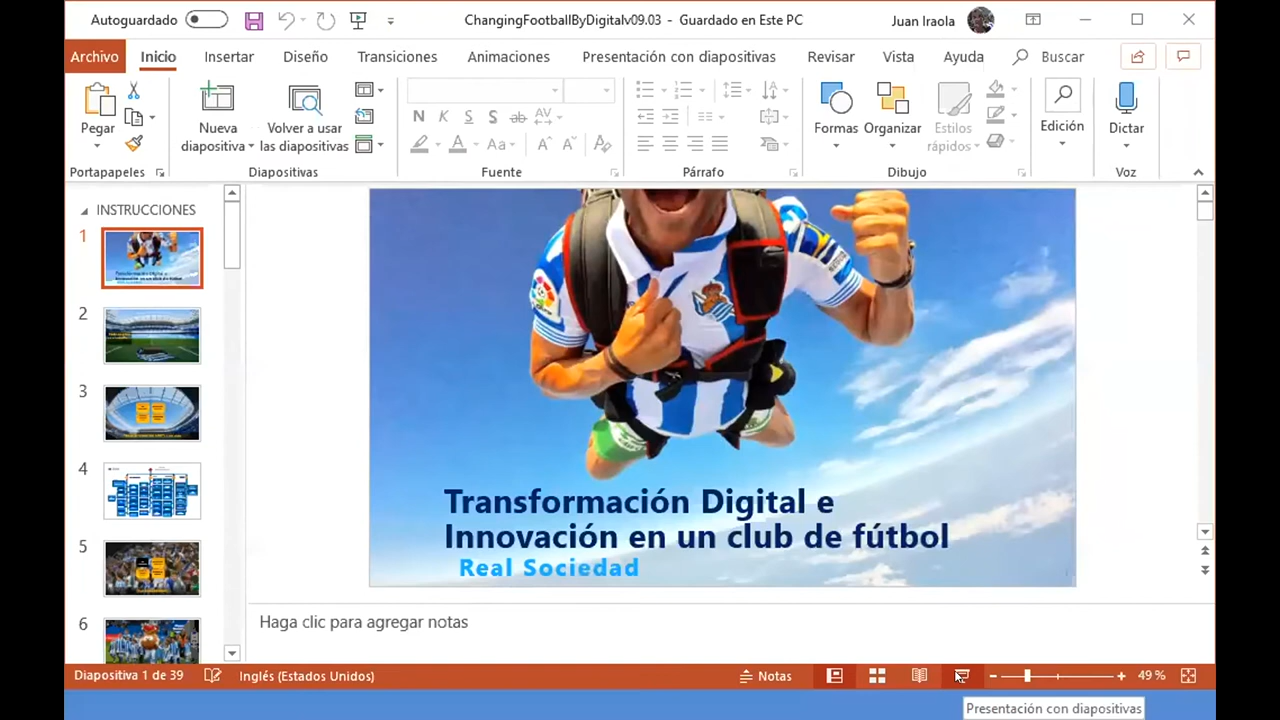 Autoguardado
ChangingFootballByDigitalv09.03 - Guardado en Este PC
Juan Iraola
Archivo Inicio Insertar Diseño Transiciones Animaciones Presentación con diapositivas Revisar Vista Ayuda Buscar
Pegar
Portapapeles
Nueva
diapositiva
Volver a usar
las diapositivas
Diapositivas
N K S S ab AV
A Aa A A
Fuente
Párrafo
Formas
Organizar
Estilos
rápidos
Dibujo
Edición
Dictar
Voz
INSTRUCCIONES
1
2
3
4
5
6
Transformación Digital e
Innovación en un club de fútbol
Real Sociedad
Haga clic para agregar notas
Diapositiva 1 de 39
Inglés (Estados Unidos)
Notas
49 %
Presentación con diapositivas